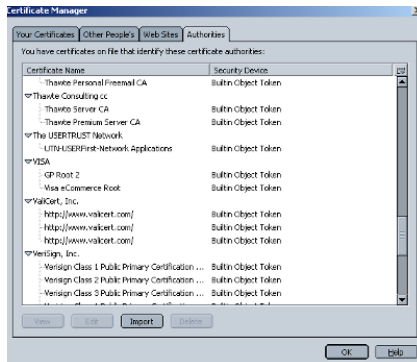 Certificate Manager
Your Certificates Other People's Web Sites Authorities
You have certificates on file that identify these certificate authorities:
Certificate Name Security Device
Thawte Personal Freemail CA Builtin Object Token
Thawte Consulting cc
Thawte Server CA Builtin Object Token
Thawte Premium Server CA Builtin Object Token
The USERTRUST Network
UTN-USERFirst-Network Applications Builtin Object Token
VISA
GP Root 2 Builtin Object Token
Visa eCommerce Root Builtin Object Token
ValiCert, Inc.
http://www.valicert.com/ Builtin Object Token
http://www.valicert.com/ Builtin Object Token
http://www.valicert.com/ Builtin Object Token
VeriSign, Inc.
Verisign Class 1 Public Primary Certification ... Builtin Object Token
Verisign Class 2 Public Primary Certification ... Builtin Object Token
Verisign Class 3 Public Primary Certification ... Builtin Object Token
View Edit Import Delete
OK Help